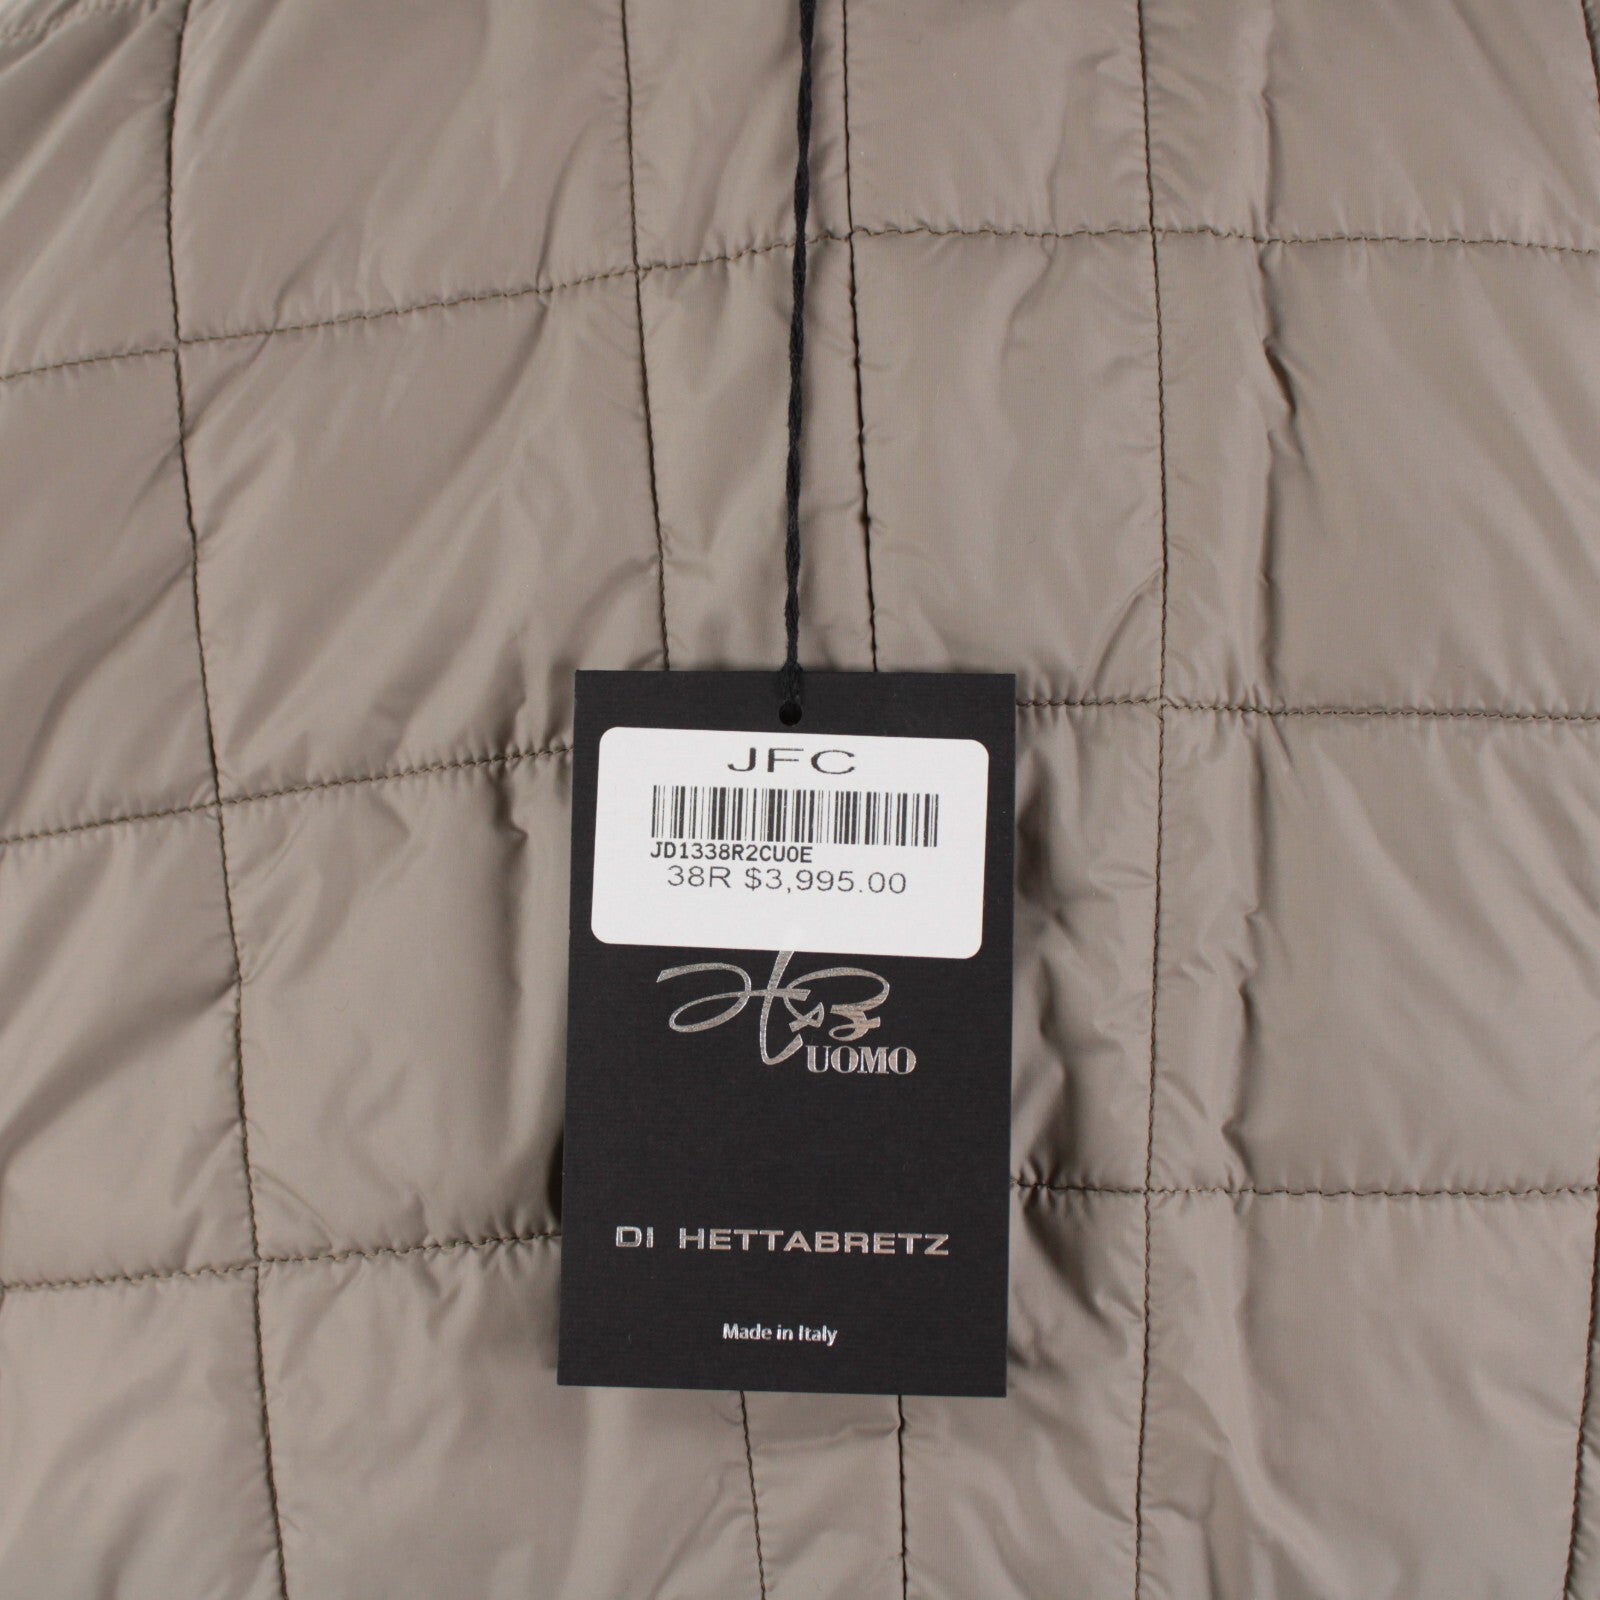 JFC
JD1338R2CU0E
38R $3,995.00
UOMO
DI HETTABRETZ
Made in Italy